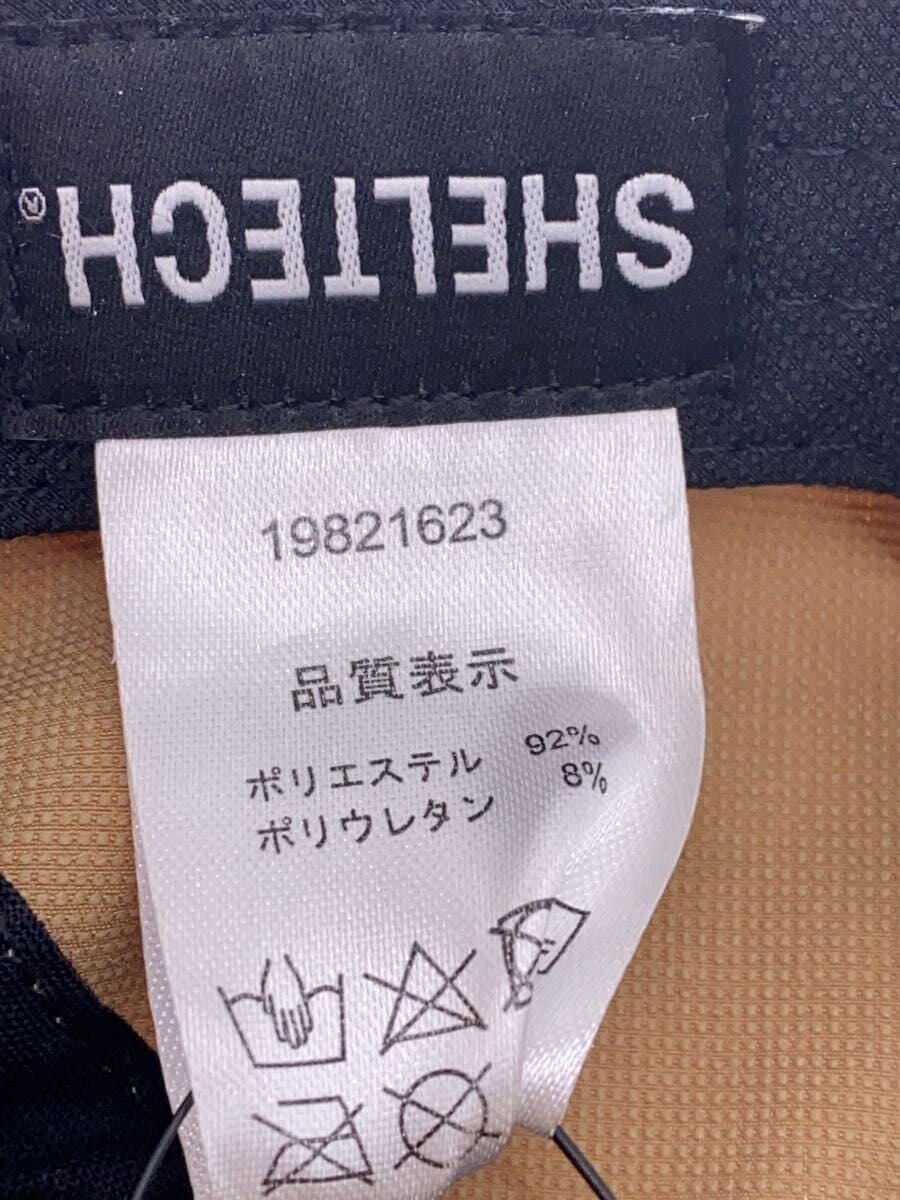 SHELTECH®
19821623
品質表示
ポリエステル 92%
ポリウレタン 8%